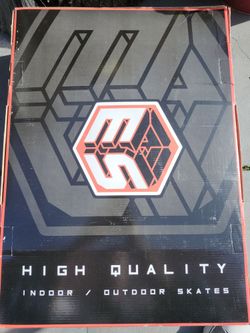 HIGH QUALITY
INDOOR / OUTDOOR SKATES